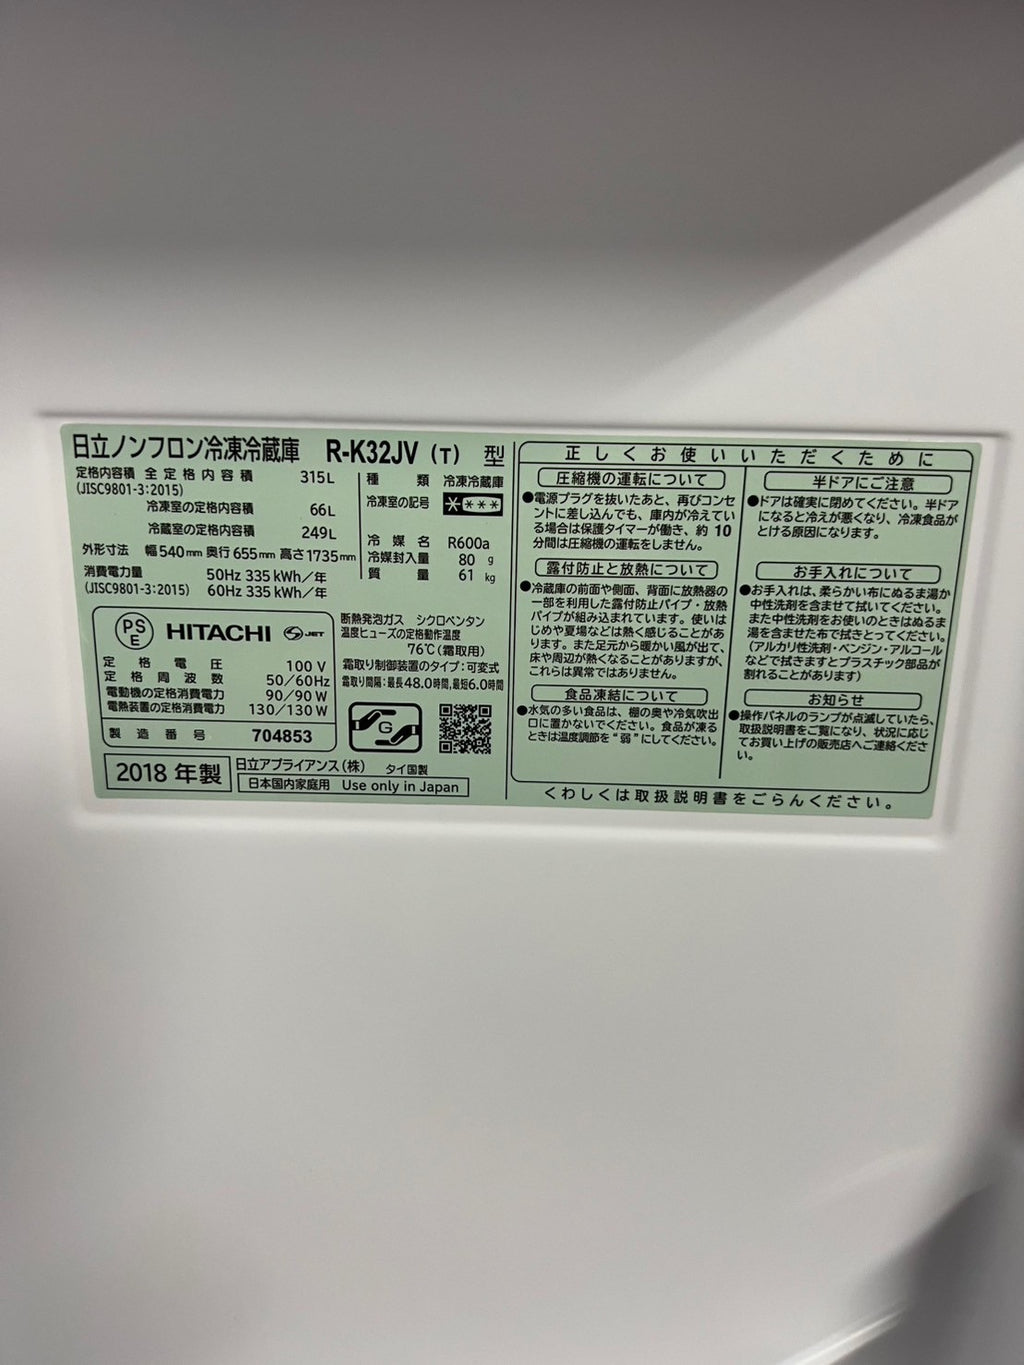 日立ノンフロン冷凍冷蔵庫 R-K32JV (T) 型
定格内容積 全定格内容積 315L
(JISC9801-3:2015)
冷凍室の定格内容積 66L
冷蔵室の定格内容積 249L
外形寸法 幅540mm 奥行655mm 高さ1735mm
消費電力量 50Hz 335 kWh/年
(JISC9801-3:2015) 60Hz 335 kWh/年
種類 冷凍冷蔵庫
冷凍室の記号 ****
冷媒名 R600a
冷媒封入量 80 g
質量 61 kg
PSE HITACHI S-JET
定格電圧 100 V
定格周波数 50/60Hz
電動機の定格消費電力 90/90 W
電熱装置の定格消費電力 130/130 W
製造番号 704853
断熱発泡ガス シクロペンタン
温度ヒューズの定格動作温度
76℃(霜取用)
霜取り制御装置のタイプ:可変式
霜取り間隔:最長48.0時間,最短6.0時間
G
2018 年製
日立アプライアンス(株) タイ国製
日本国内家庭用 Use only in Japan
正しくお使いいただくために
圧縮機の運転について
●電源プラグを抜いたあと、再びコンセ
ントに差し込んでも、庫内が冷えてい
る場合は保護タイマーが働き、約 10
分間は圧縮機の運転をしません。
露付防止と放熱について
●冷蔵庫の前面や側面、背面に放熱器の
一部を利用した露付防止パイプ・放熱
パイプが組み込まれています。使いは
じめや夏場などは熱く感じることがあ
ります。また足元から暖かい風が出て、
床や周辺が熱くなることがありますが、
これらは異常ではありません。
食品凍結について
●水気の多い食品は、棚の奥や冷気吹出
口に置かないでください。食品が凍る
ときは温度調節を“弱”にしてください。
半ドアにご注意
●ドアは確実に閉めてください。半ドア
になると冷えが悪くなり、冷凍食品が
とける原因になります。
お手入れについて
●お手入れは、柔らかい布にぬるま湯か
中性洗剤を含ませて拭いてください。
また中性洗剤をお使いのときはぬるま
湯を含ませた布で拭きとってください。
(アルカリ性洗剤・ベンジン・アルコール
などで拭きますとプラスチック部品が
割れることがあります)
お知らせ
●操作パネルのランプが点滅していたら、
取扱説明書をご覧になり、状況に応じ
てお買い上げの販売店へご連絡くださ
い。
くわしくは取扱説明書をごらんください。